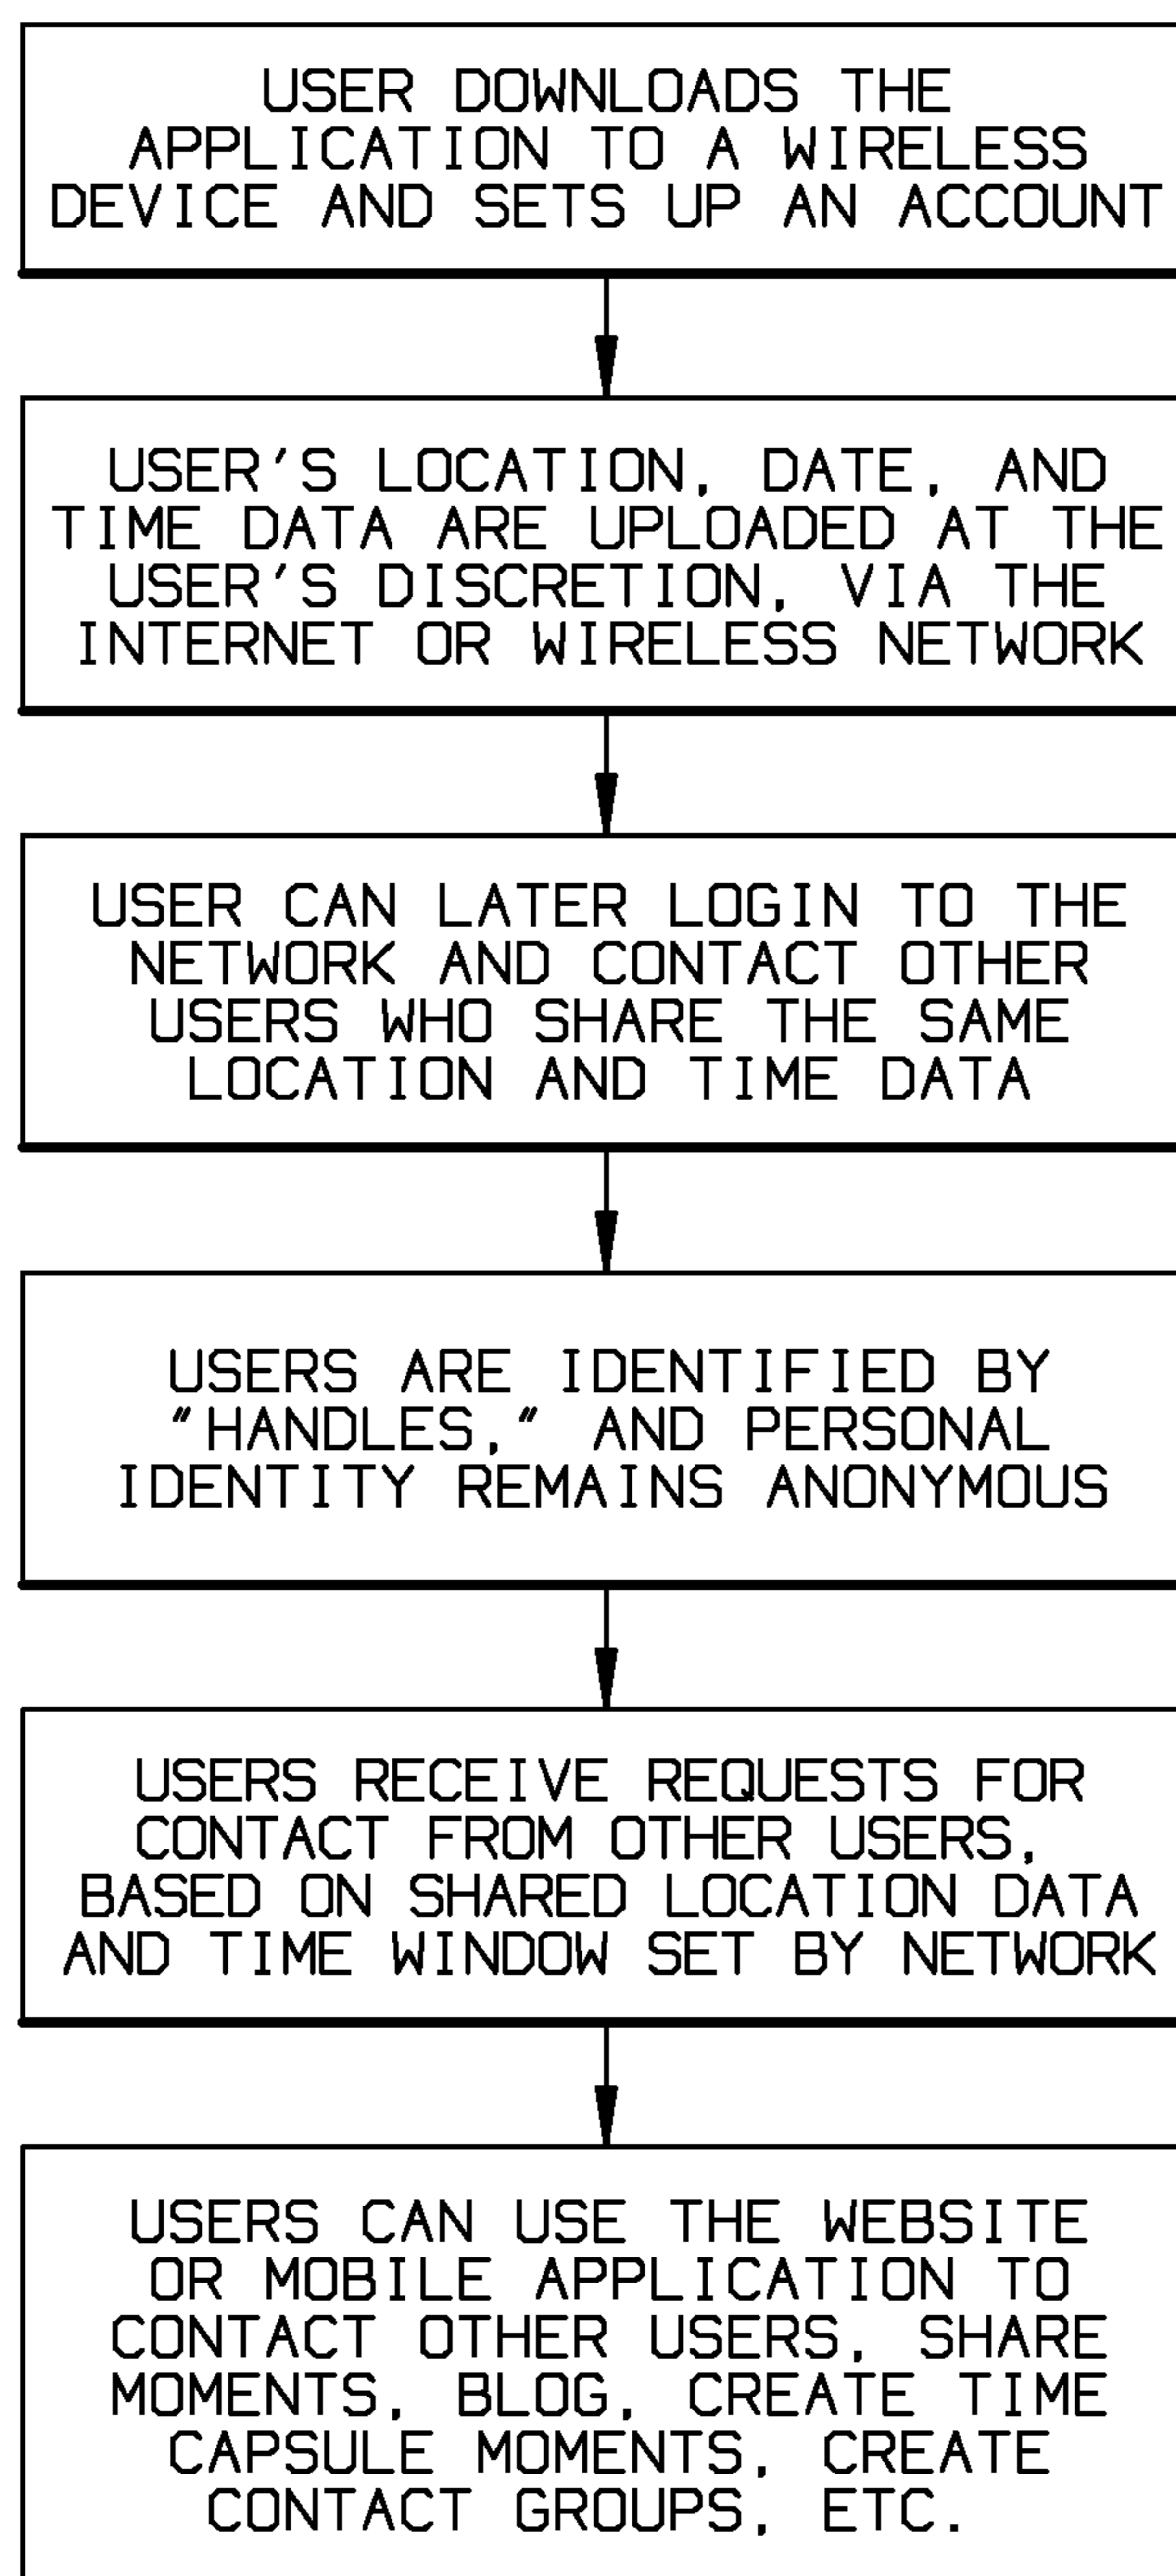 USER DOWNLOADS THE
APPLICATION TO A WIRELESS
DEVICE AND SETS UP AN ACCOUNT
USER'S LOCATION, DATE, AND
TIME DATA ARE UPLOADED AT THE
USER'S DISCRETION, VIA THE
INTERNET OR WIRELESS NETWORK
USER CAN LATER LOGIN TO THE
NETWORK AND CONTACT OTHER
USERS WHO SHARE THE SAME
LOCATION AND TIME DATA
USERS ARE IDENTIFIED BY
"HANDLES," AND PERSONAL
IDENTITY REMAINS ANONYMOUS
USERS RECEIVE REQUESTS FOR
CONTACT FROM OTHER USERS,
BASED ON SHARED LOCATION DATA
AND TIME WINDOW SET BY NETWORK
USERS CAN USE THE WEBSITE
OR MOBILE APPLICATION TO
CONTACT OTHER USERS, SHARE
MOMENTS, BLOG, CREATE TIME
CAPSULE MOMENTS, CREATE
CONTACT GROUPS, ETC.